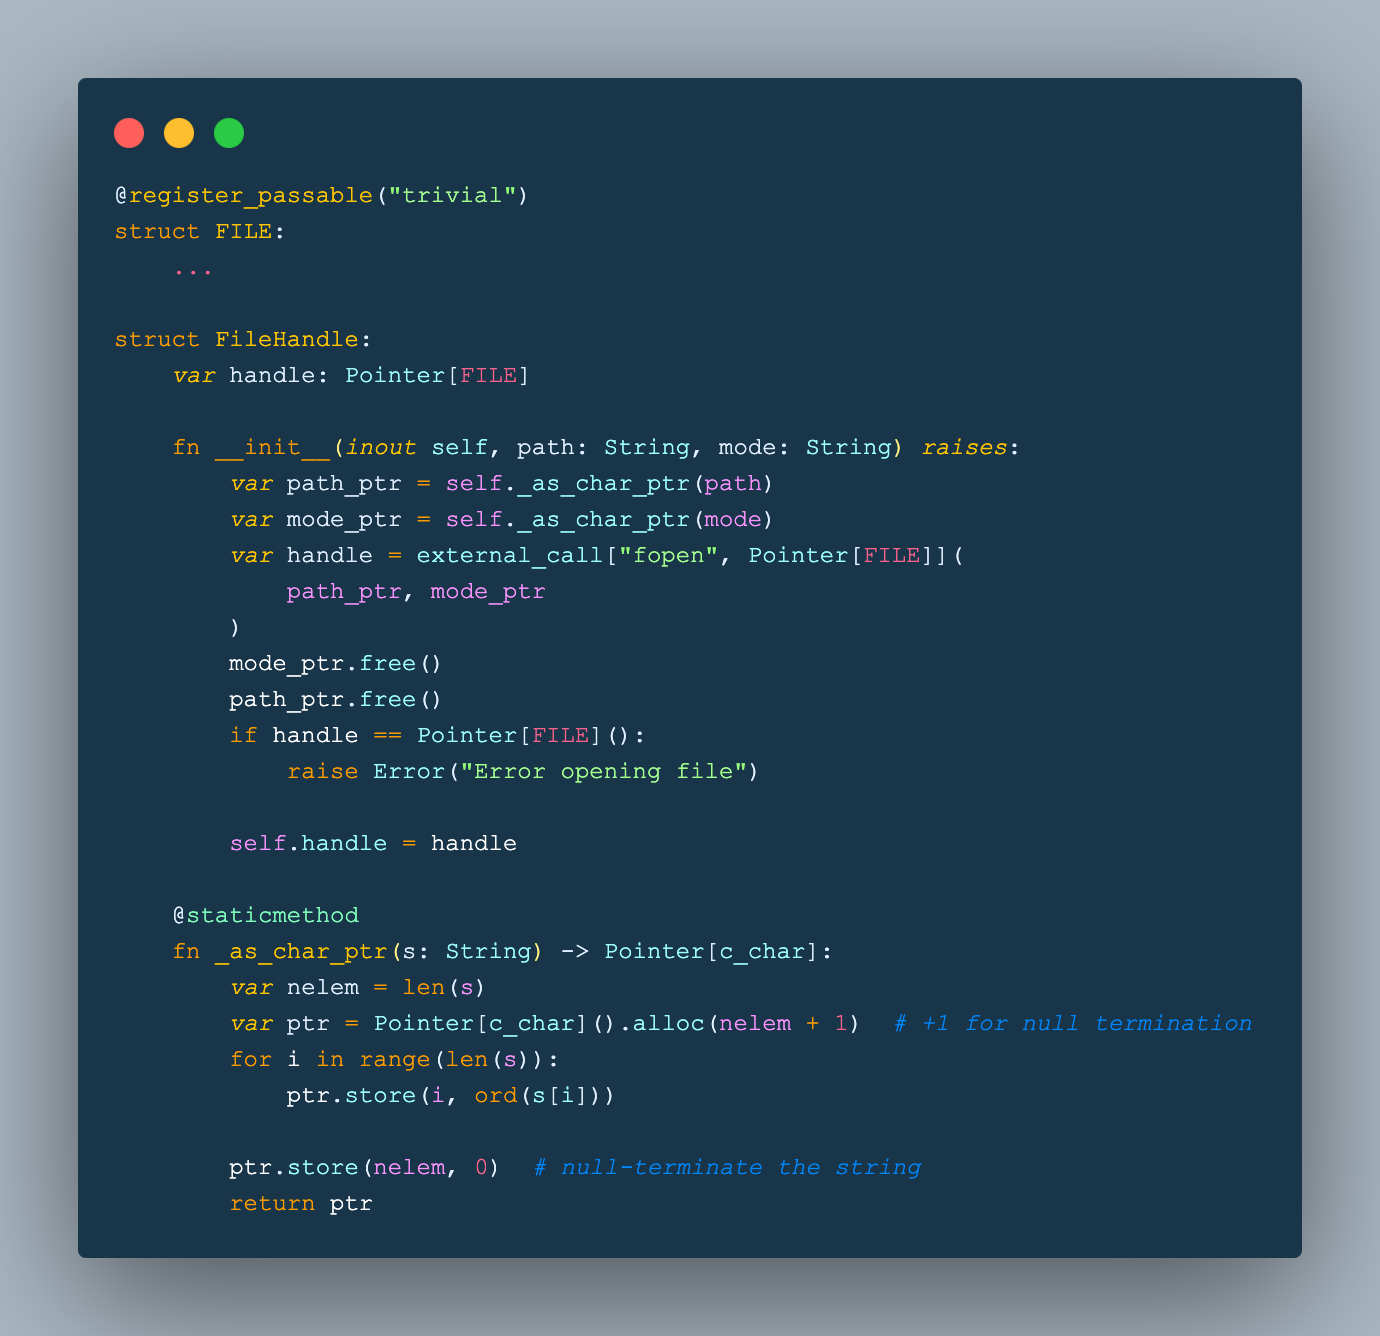 @register_passable("trivial")
struct FILE:
    ...

struct FileHandle:
    var handle: Pointer[FILE]

    fn __init__(inout self, path: String, mode: String) raises:
        var path_ptr = self._as_char_ptr(path)
        var mode_ptr = self._as_char_ptr(mode)
        var handle = external_call["fopen", Pointer[FILE]](
            path_ptr, mode_ptr
        )
        mode_ptr.free()
        path_ptr.free()
        if handle == Pointer[FILE]():
            raise Error("Error opening file")

        self.handle = handle

    @staticmethod
    fn _as_char_ptr(s: String) -> Pointer[c_char]:
        var nelem = len(s)
        var ptr = Pointer[c_char]().alloc(nelem + 1)  # +1 for null termination
        for i in range(len(s)):
            ptr.store(i, ord(s[i]))

        ptr.store(nelem, 0)  # null-terminate the string
        return ptr